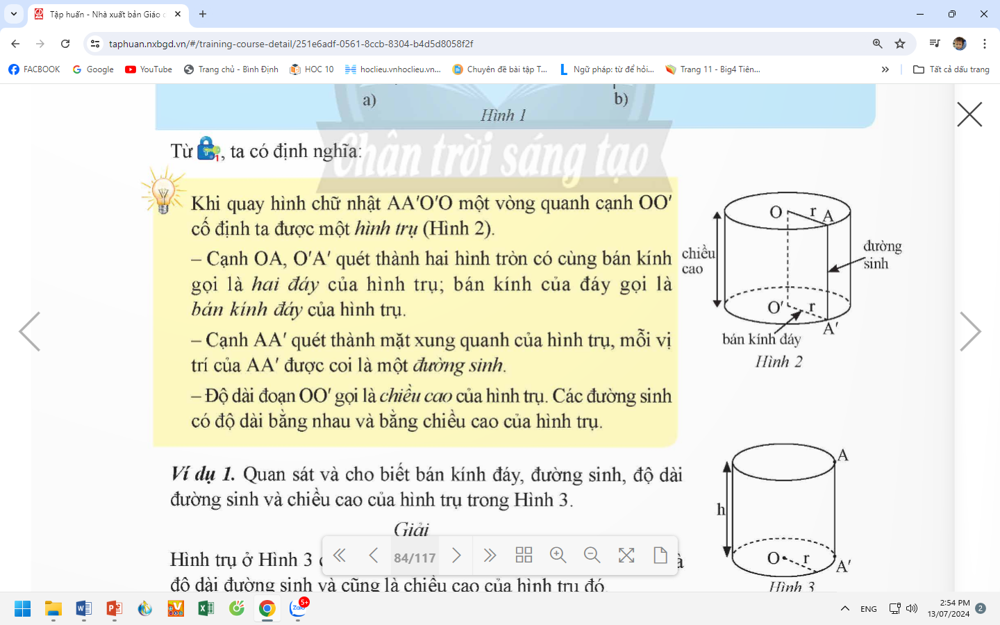 Tập huấn - Nhà xuất bản Giáo
taphuan.nxbgd.vn/#/training-course-detail/251e6adf-0561-8ccb-8304-b4d5d8058f2f
FACBOOK Google YouTube Trang chủ - Bình Định HOC 10 hoclieu.vnhoclieu.vn... Chuyên đề bài tập T... Ngữ pháp: từ để hỏi... Trang 11 - Big4 Tiên... Tất cả dấu trang
a) b)
Hình 1
Chân trời sáng tạo
Từ 1, ta có định nghĩa:
Khi quay hình chữ nhật AA′O′O một vòng quanh cạnh OO′
cố định ta được một hình trụ (Hình 2).
– Cạnh OA, O′A′ quét thành hai hình tròn có cùng bán kính
gọi là hai đáy của hình trụ; bán kính của đáy gọi là
bán kính đáy của hình trụ.
– Cạnh AA′ quét thành mặt xung quanh của hình trụ, mỗi vị
trí của AA′ được coi là một đường sinh.
– Độ dài đoạn OO′ gọi là chiều cao của hình trụ. Các đường sinh
có độ dài bằng nhau và bằng chiều cao của hình trụ.
O r A
chiều
cao
đường
sinh
O′ r
A′
bán kính đáy
Hình 2
Ví dụ 1. Quan sát và cho biết bán kính đáy, đường sinh, độ dài
đường sinh và chiều cao của hình trụ trong Hình 3.
Giải
Hình trụ ở Hình 3
độ dài đường sinh và cũng là chiều cao của hình trụ đó.
A
h
O r
A′
Hình 3
84/117
Zalo 5+
ENG
2:54 PM
13/07/2024
2